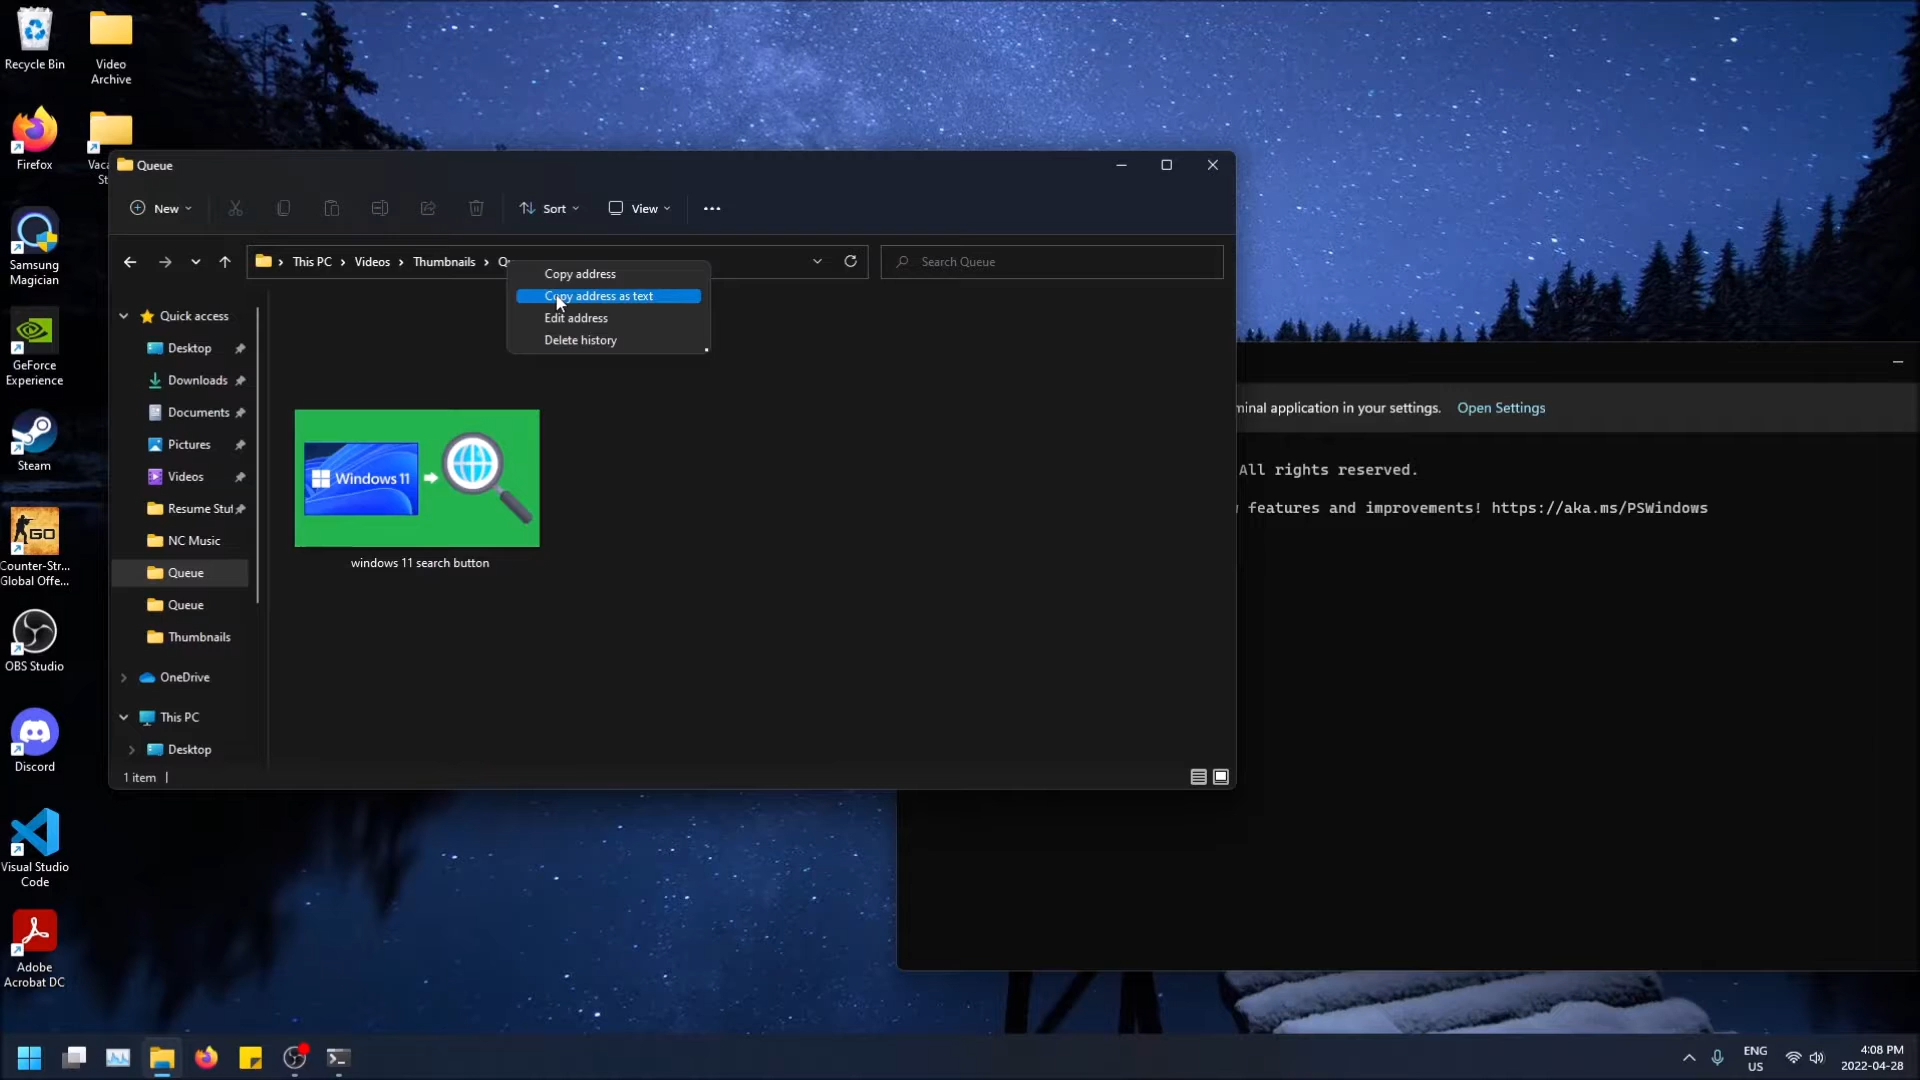 Recycle Bin
Video
Archive
Firefox
Samsung
Magician
GeForce
Experience
Steam
GO
Counter-Str...
Global Offe...
OBS Studio
Discord
Visual Studio
Code
Adobe
Acrobat DC
Queue
New
Sort
View
This PC
Videos
Thumbnails
Search Queue
Copy address
Copy address as text
Edit address
Delete history
Quick access
Desktop
Downloads
Documents
Pictures
Videos
Resume Stuf
NC Music
Queue
Queue
Thumbnails
OneDrive
This PC
Desktop
1 item
Windows 11
windows 11 search button
application in your settings. Open Settings
All rights reserved.
features and improvements! https://aka.ms/PSWindows
ENG
US
4:08 PM
2022-04-28